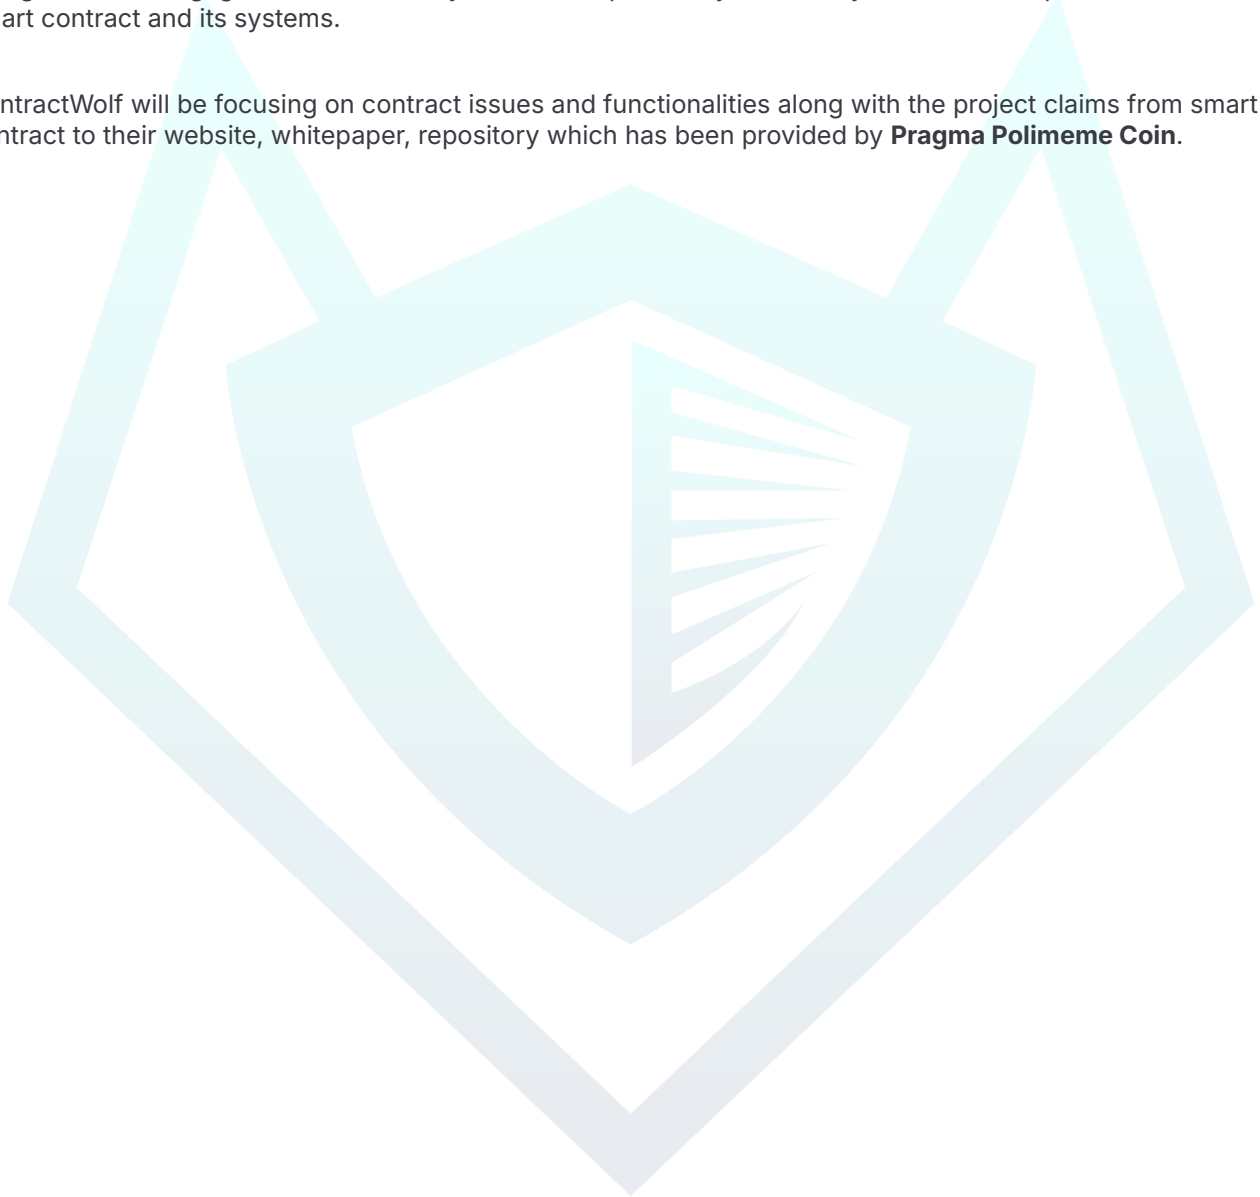 art contract and its systems.
ntractWolf will be focusing on contract issues and functionalities along with the project claims from smart
ntract to their website, whitepaper, repository which has been provided by Pragma Polimeme Coin.